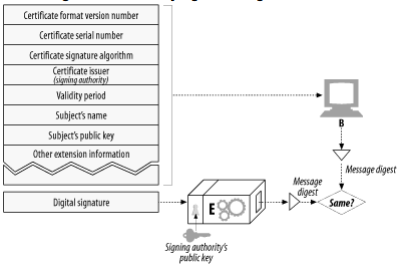 Certificate format version number
Certificate serial number
Certificate signature algorithm
Certificate issuer
(signing authority)
Validity period
Subject's name
Subject's public key
Other extension information
Digital signature
B
Message digest
Message
digest
E
Same?
Signing authority's
public key